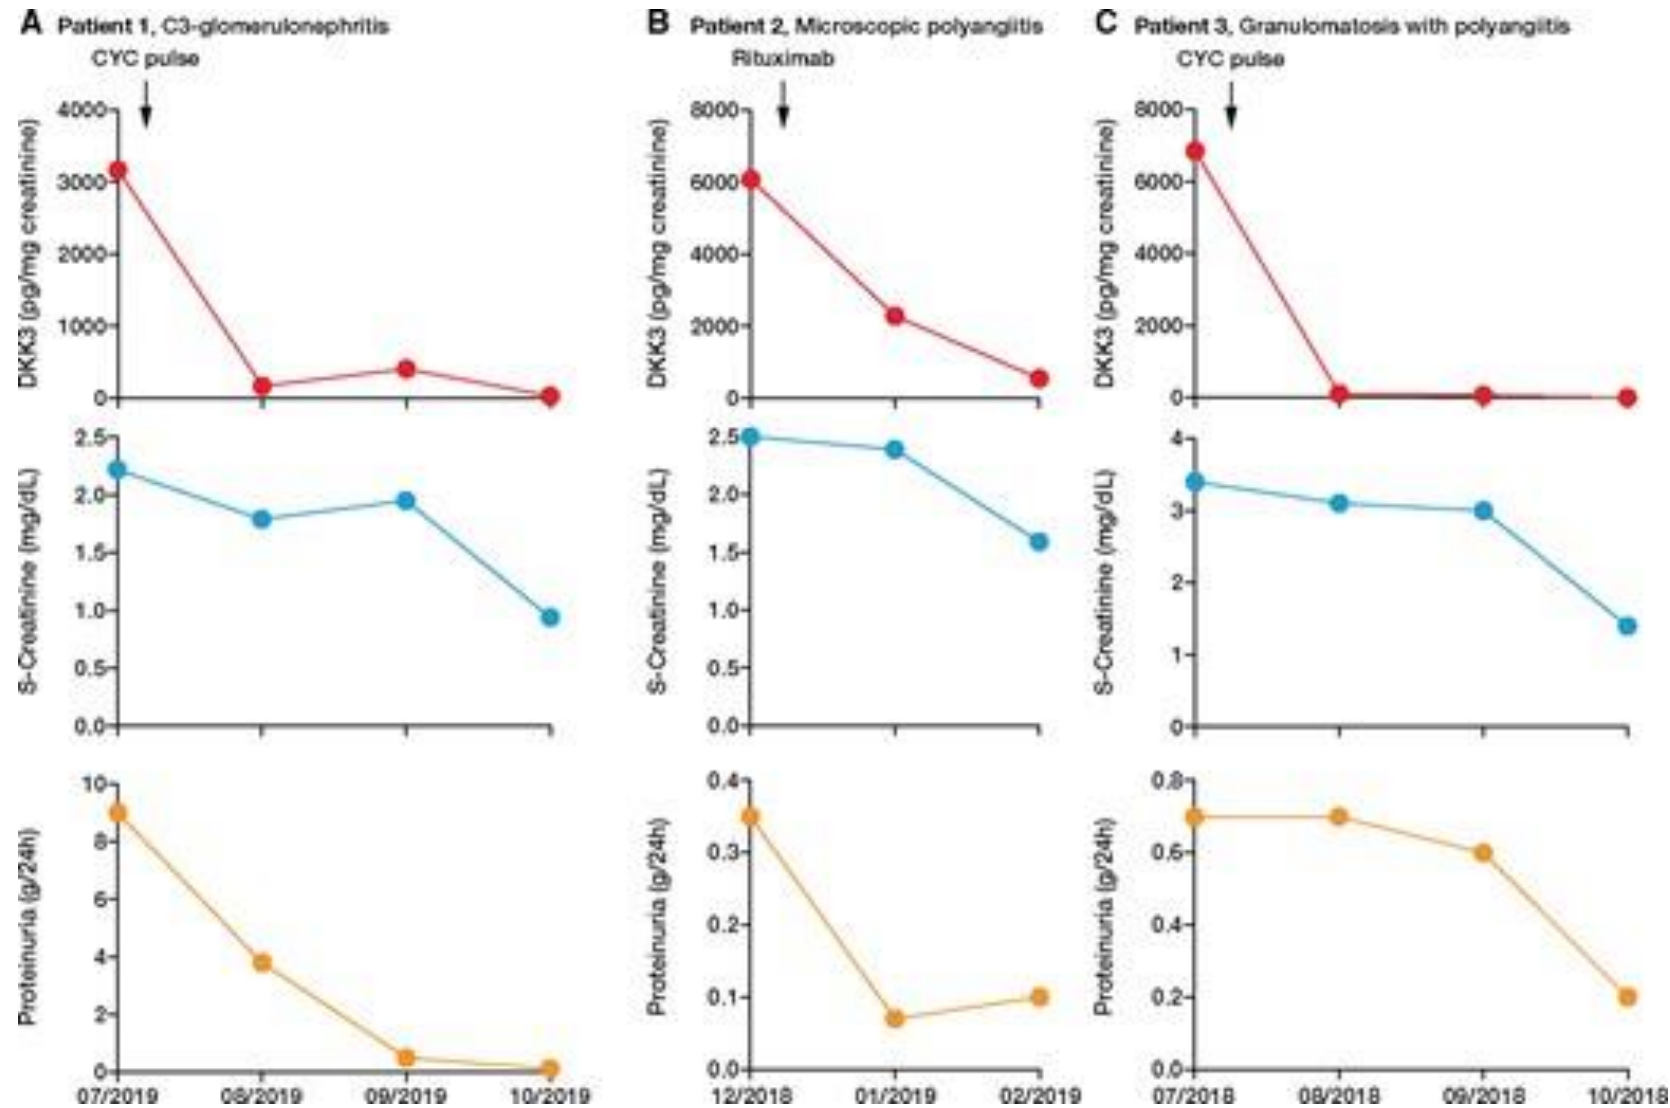 A Patient 1, C3-glomerulonephritis
CYC pulse
DKK3 (pg/mg creatinine)
4000
3000
2000
1000
0
S-Creatinine (mg/dL)
2.5
2.0
1.5
1.0
0.5
0.0
Proteinuria (g/24h)
10
8
6
4
2
0
07/2019 08/2019 09/2019 10/2019
B Patient 2, Microscopic polyangiitis
Rituximab
DKK3 (pg/mg creatinine)
8000
6000
4000
2000
0
S-Creatinine (mg/dL)
2.5
2.0
1.5
1.0
0.5
0.0
Proteinuria (g/24h)
0.4
0.3
0.2
0.1
0.0
12/2018 01/2019 02/2019
C Patient 3, Granulomatosis with polyangiitis
CYC pulse
DKK3 (pg/mg creatinine)
8000
6000
4000
2000
0
S-Creatinine (mg/dL)
4
3
2
1
0
Proteinuria (g/24h)
0.8
0.6
0.4
0.2
0.0
07/2018 08/2018 09/2018 10/2018